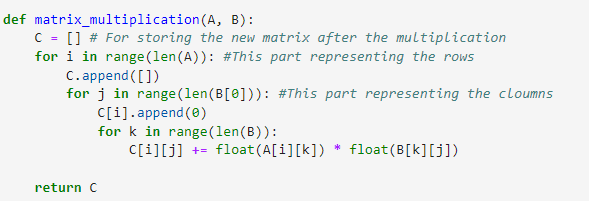 def matrix_multiplication(A, B):
    C = [] # For storing the new matrix after the multiplication
    for i in range(len(A)): #This part representing the rows
        C.append([])
        for j in range(len(B[0])): #This part representing the cloumns
            C[i].append(0)
            for k in range(len(B)):
                C[i][j] += float(A[i][k]) * float(B[k][j])
    return C